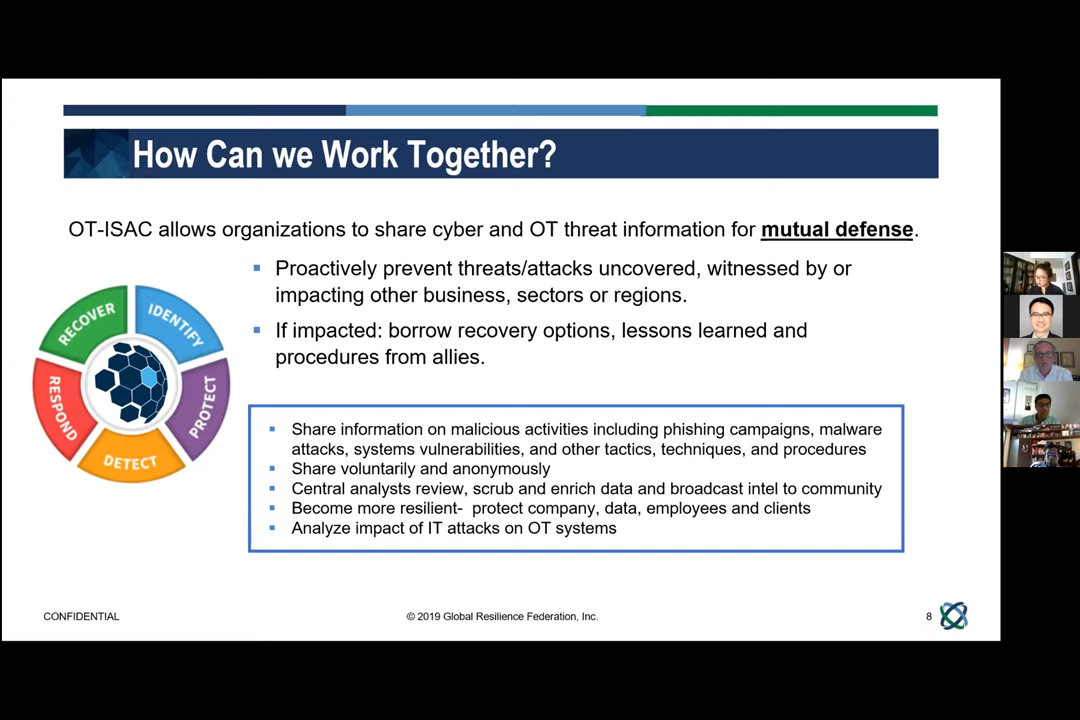 How Can we Work Together?
OT-ISAC allows organizations to share cyber and OT threat information for mutual defense.
Proactively prevent threats/attacks uncovered, witnessed by or
impacting other business, sectors or regions.
If impacted: borrow recovery options, lessons learned and
procedures from allies.
RECOVER
IDENTIFY
RESPOND
PROTECT
DETECT
Share information on malicious activities including phishing campaigns, malware
attacks, systems vulnerabilities, and other tactics, techniques, and procedures
Share voluntarily and anonymously
Central analysts review, scrub and enrich data and broadcast intel to community
Become more resilient- protect company, data, employees and clients
Analyze impact of IT attacks on OT systems
CONFIDENTIAL
© 2019 Global Resilience Federation, Inc.
8